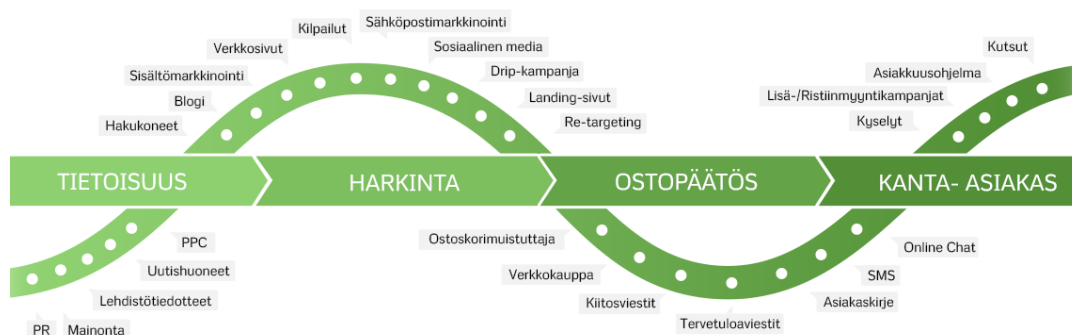 Sähköpostimarkkinointi
Kilpailut
Verkkosivut
Sosiaalinen media
Sisältömarkkinointi
Drip-kampanja
Blogi
Landing-sivut
Hakukoneet
Re-targeting
Kutsut
Asiakkuusohjelma
Lisä-/Ristiinmyyntikampanjat
Kyselyt
TIETOISUUS
HARKINTA
OSTOPÄÄTÖS
KANTA- ASIAKAS
PPC
Uutishuoneet
Lehdistötiedotteet
PR
Mainonta
Ostoskorimuistuttaja
Verkkokauppa
Kiitosviestit
Tervetuloaviestit
Online Chat
SMS
Asiakaskirje